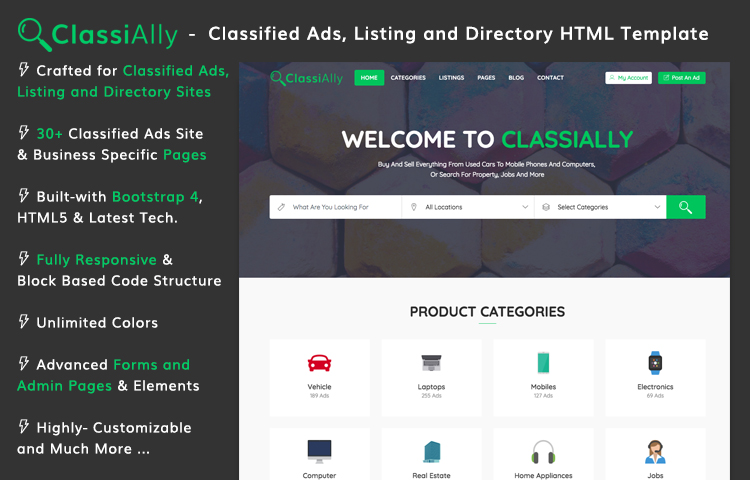 ClassiAlly - Classified Ads, Listing and Directory HTML Template
Crafted for Classified Ads,
Listing and Directory Sites
30+ Classified Ads Site
& Business Specific Pages
Built-with Bootstrap 4,
HTML5 & Latest Tech.
Fully Responsive &
Block Based Code Structure
Unlimited Colors
Advanced Forms and
Admin Pages & Elements
Highly- Customizable
and Much More ...
ClassiAlly HOME CATEGORIES LISTINGS PAGES BLOG CONTACT My Account Post An Ad
WELCOME TO CLASSIALLY
Buy And Sell Everything From Used Cars To Mobile Phones And Computers,
Or Search For Property, Jobs And More
What Are You Looking For All Locations Select Categories
PRODUCT CATEGORIES
Vehicle Laptops Mobiles Electronics
189 Ads 255 Ads 127 Ads 69 Ads
Computer Real Estate Home Appliances Jobs